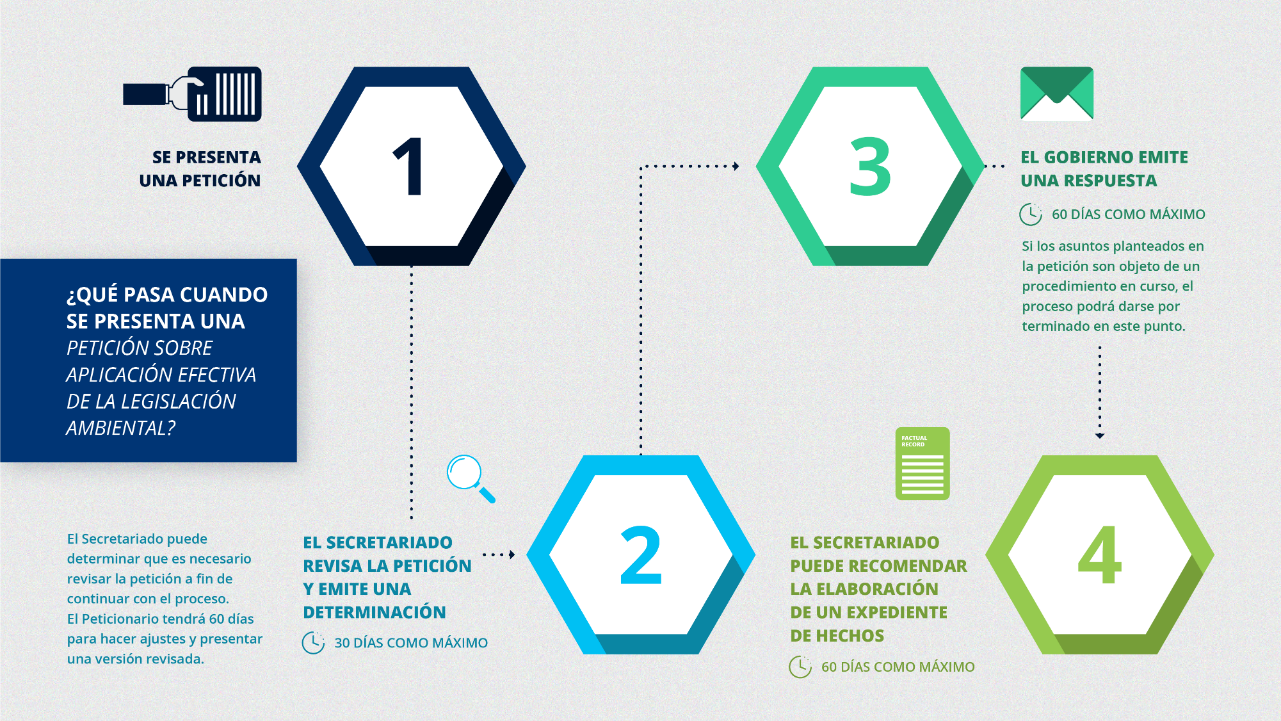 SE PRESENTA
UNA PETICIÓN
1
¿QUÉ PASA CUANDO
SE PRESENTA UNA
PETICIÓN SOBRE
APLICACIÓN EFECTIVA
DE LA LEGISLACIÓN
AMBIENTAL?
El Secretariado puede
determinar que es necesario
revisar la petición a fin de
continuar con el proceso.
El Peticionario tendrá 60 días
para hacer ajustes y presentar
una versión revisada.
EL SECRETARIADO
REVISA LA PETICIÓN
Y EMITE UNA
DETERMINACIÓN
30 DÍAS COMO MÁXIMO
2
3
EL GOBIERNO EMITE
UNA RESPUESTA
60 DÍAS COMO MÁXIMO
Si los asuntos planteados en
la petición son objeto de un
procedimiento en curso, el
proceso podrá darse por
terminado en este punto.
FACTUAL
RECORD
EL SECRETARIADO
PUEDE RECOMENDAR
LA ELABORACIÓN
DE UN EXPEDIENTE
DE HECHOS
60 DÍAS COMO MÁXIMO
4